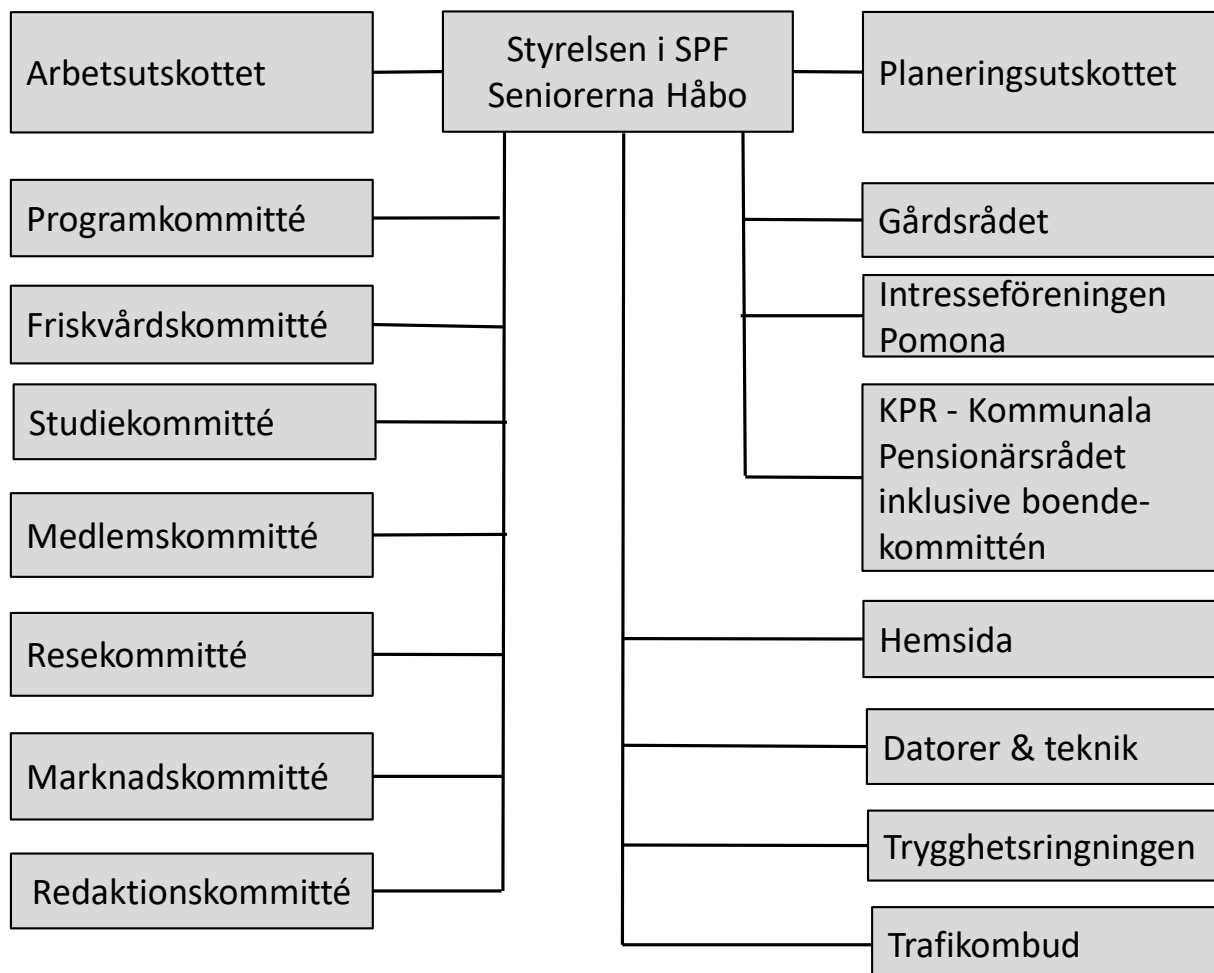 Arbetsutskottet
Styrelsen i SPF
Seniorerna Håbo
Planeringsutskottet
Programkommitté
Friskvårdskommitté
Studiekommitté
Medlemskommitté
Resekommitté
Marknadskommitté
Redaktionskommitté
Gårdsrådet
Intresseföreningen
Pomona
KPR - Kommunala
Pensionärsrådet
inklusive boende-
kommittén
Hemsida
Datorer & teknik
Trygghetsringningen
Trafikombud